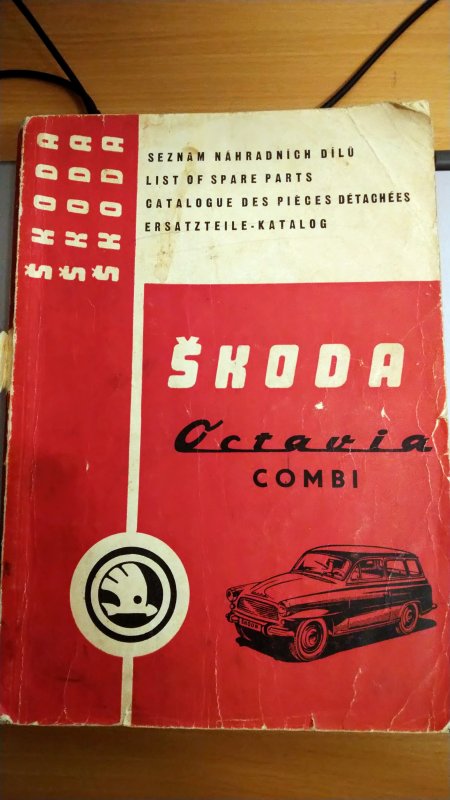 ŠKODA
ŠKODA
ŠKODA
SEZNAM NÁHRADNÍCH DÍLŮ
LIST OF SPARE PARTS
CATALOGUE DES PIÈCES DÉTACHÉES
ERSATZTEILE-KATALOG
ŠKODA
Octavia
COMBI
ŠKODA